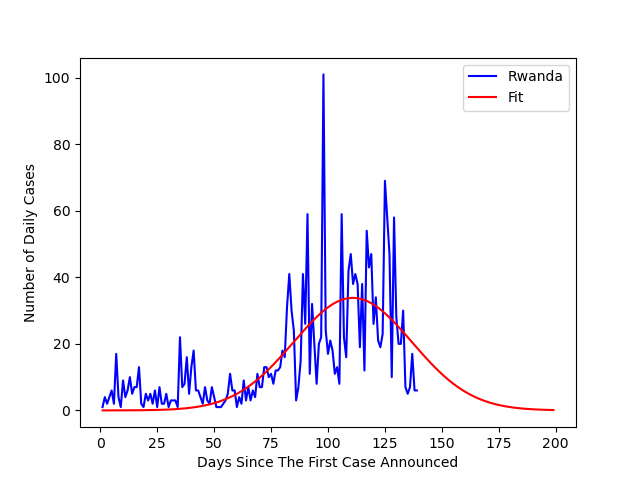 Rwanda
Fit
100
80
60
40
20
0
Number of Daily Cases
0 25 50 75 100 125 150 175 200
Days Since The First Case Announced